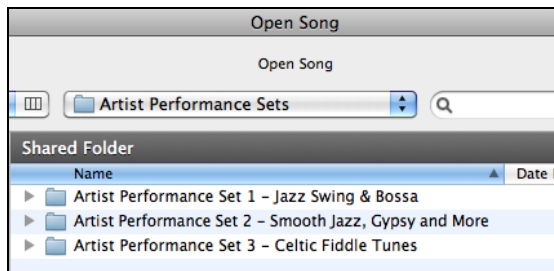 Open Song
Open Song
Artist Performance Sets
Shared Folder
Name Date
Artist Performance Set 1 – Jazz Swing & Bossa
Artist Performance Set 2 – Smooth Jazz, Gypsy and More
Artist Performance Set 3 – Celtic Fiddle Tunes